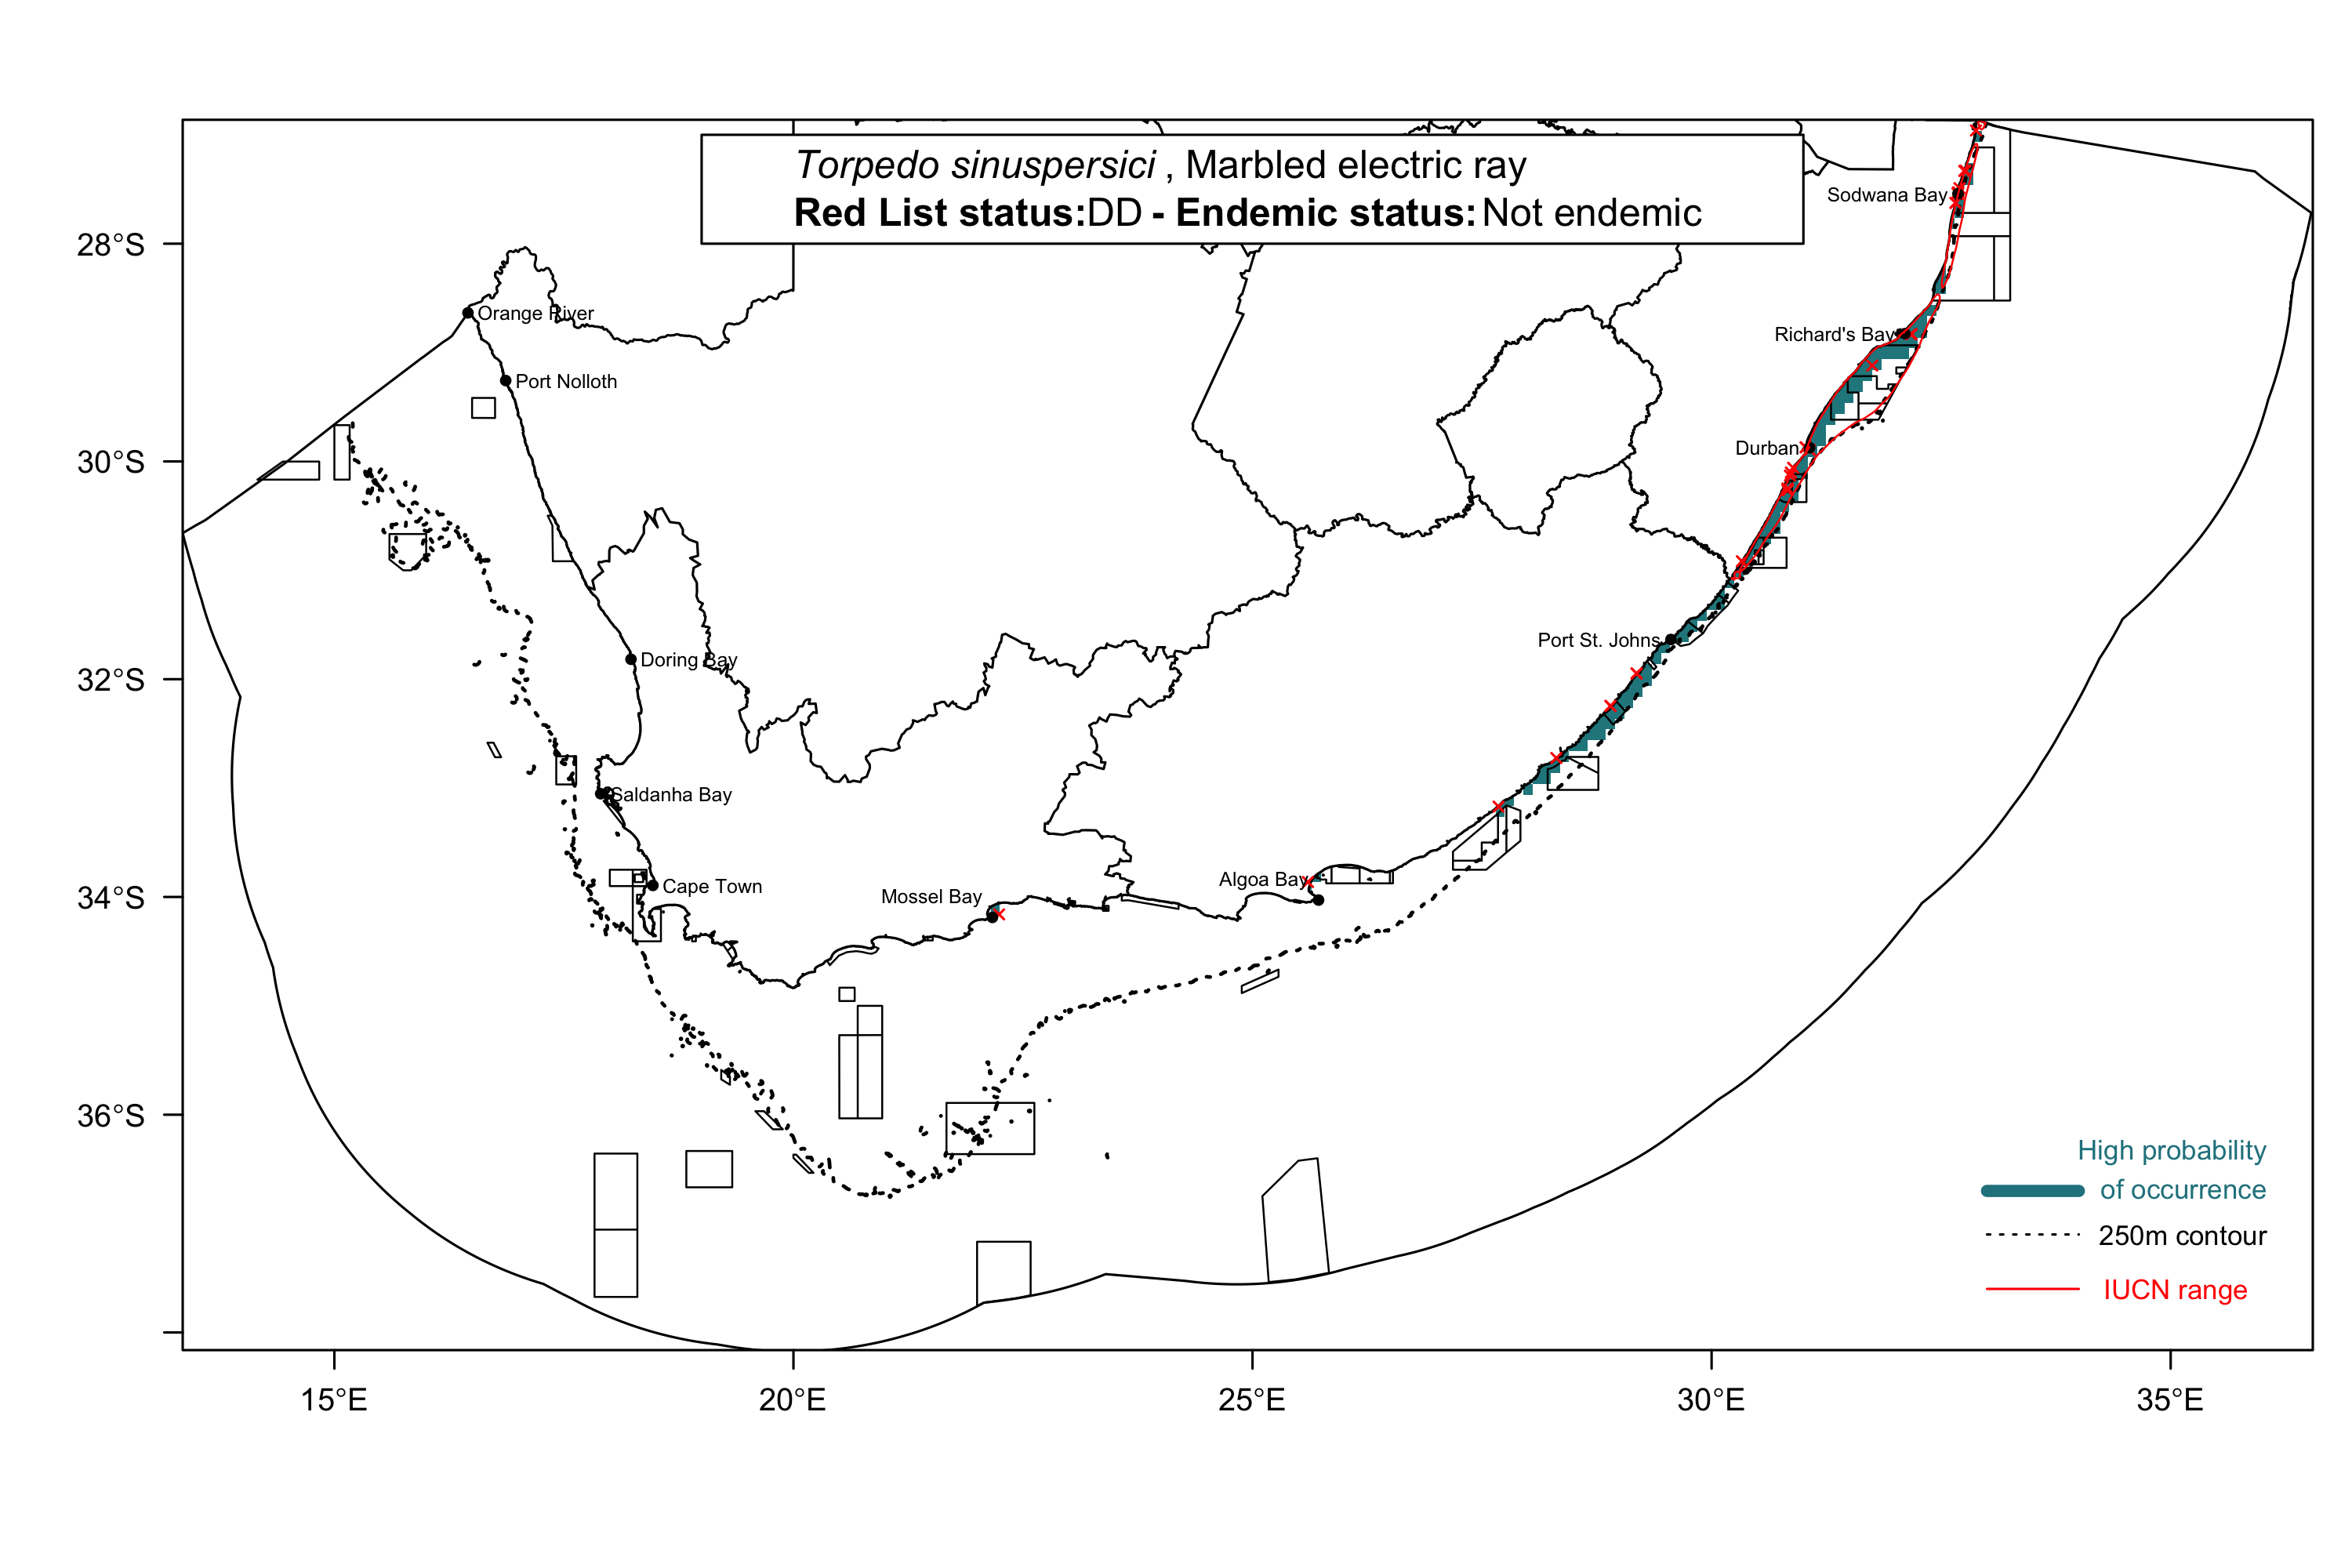 Torpedo sinuspersici , Marbled electric ray
Red List status:DD - Endemic status: Not endemic
Sodwana Bay
28°S
Orange River
Richard's Bay
Port Nolloth
Durban
30°S
Port St. Johns
Doring Bay
32°S
Saldanha Bay
Algoa Bay
Cape Town
Mossel Bay
34°S
36°S
High probability
of occurrence
250m contour
IUCN range
15°E 20°E 25°E 30°E 35°E